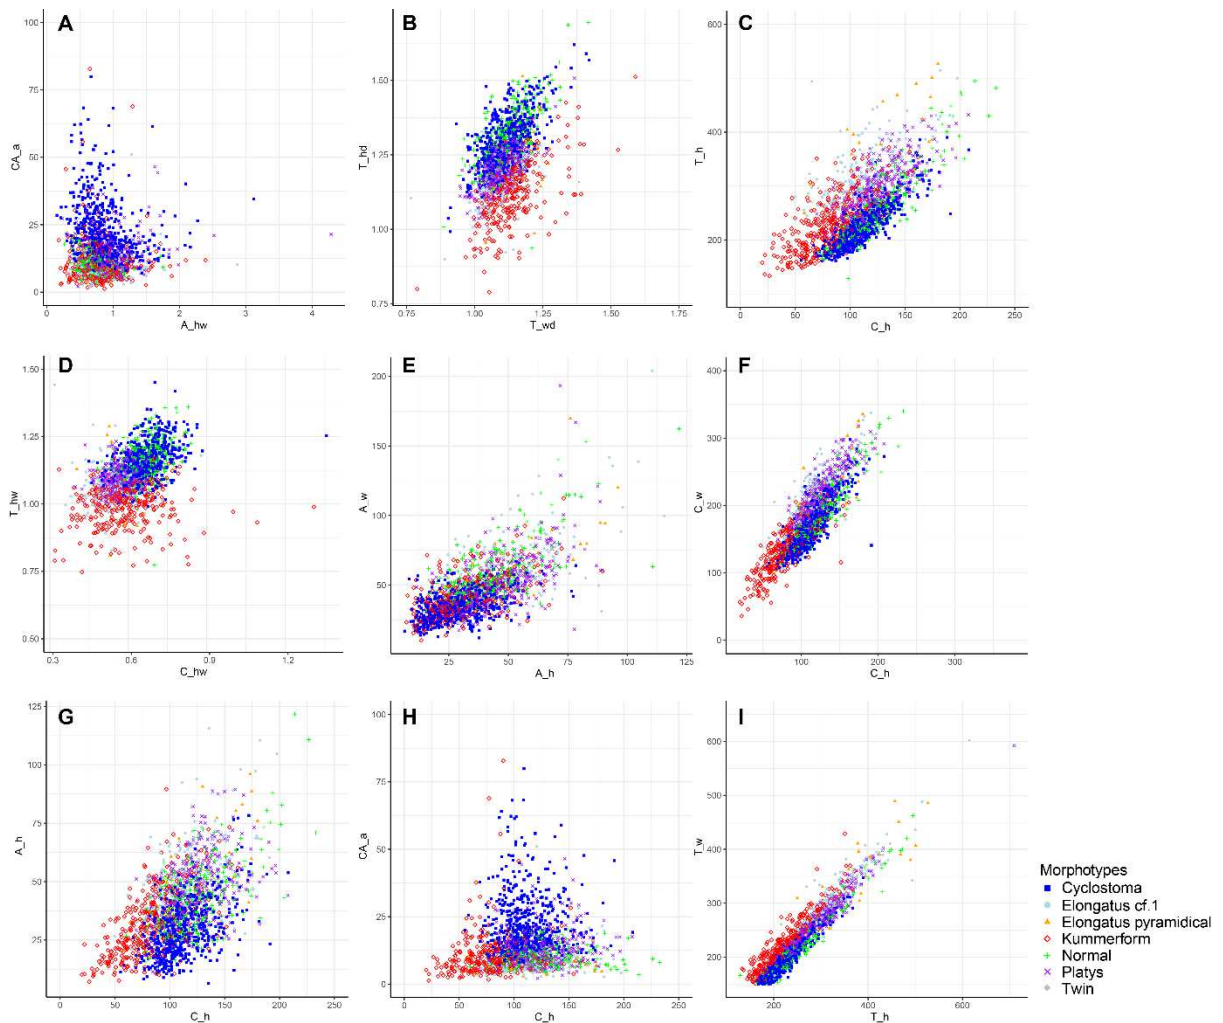 A
B
C
100
75
50
25
0
CA_a
0
1
2
3
4
A_hw
1.50
1.25
1.00
0.75
T_hd
0.75
1.00
1.25
1.50
1.75
T_wd
600
400
200
T_h
0
50
100
150
200
250
C_h
D
E
F
1.50
1.25
1.00
0.75
0.50
T_hw
0.3
0.6
0.9
1.2
C_hw
200
150
100
50
A_w
25
50
75
100
125
A_h
400
300
200
100
0
C_w
100
200
300
C_h
G
H
I
125
100
75
50
25
A_h
0
50
100
150
200
250
C_h
100
75
50
25
0
CA_a
0
50
100
150
200
250
C_h
600
500
400
300
200
T_w
200
400
600
T_h
Morphotypes
Cyclostoma
Elongatus cf.1
Elongatus pyramidical
Kummerform
Normal
Platys
Twin